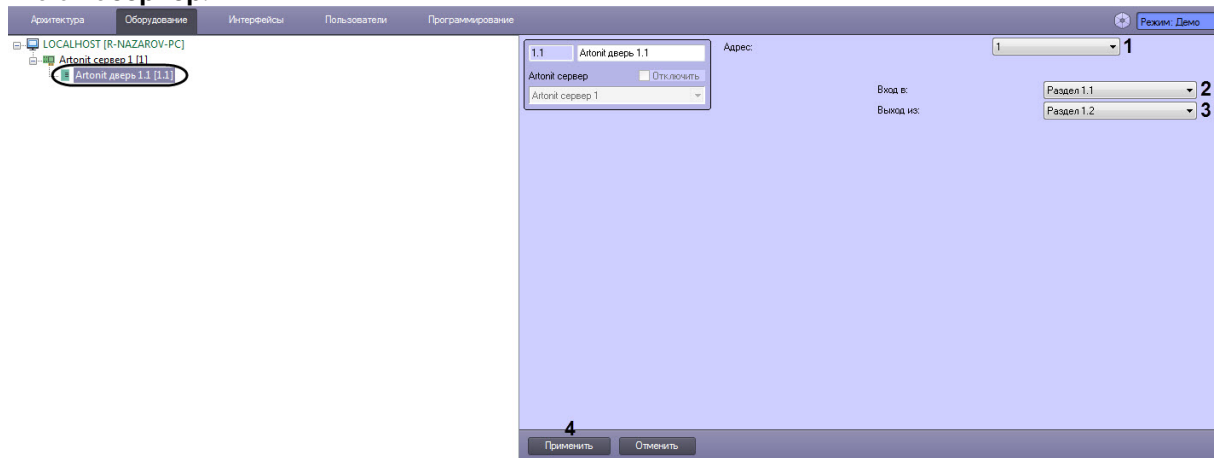 Архитектура Оборудование Интерфейсы Пользователи Программирование Режим: Демо
LOCALHOST [R-NAZAROV-PC]
Artonit сервер 1 [1]
Artonit дверь 1.1 [1.1]
1.1 Artonit дверь 1.1
Artonit сервер Отключить
Artonit сервер 1
Адрес: 1 1
Вход в: Раздел 1.1 2
Выход из: Раздел 1.2 3
4
Применить Отменить